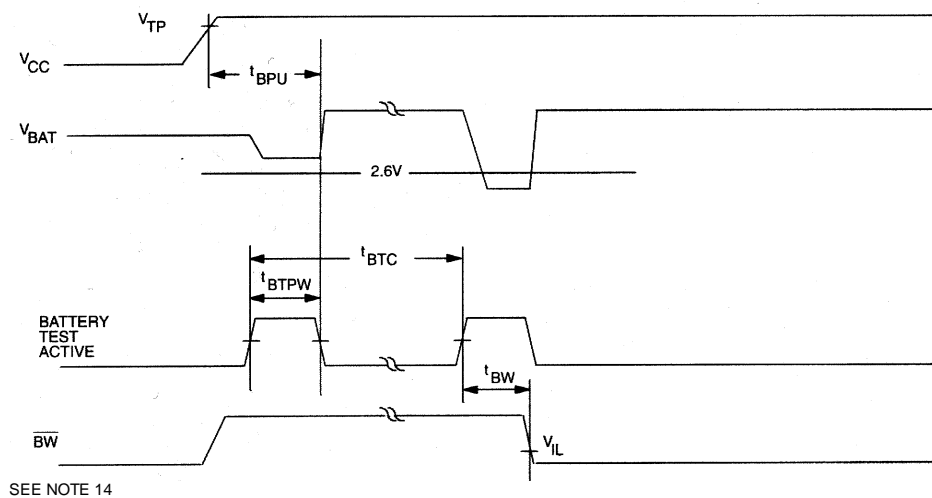 V_TP
V_CC
t_BPU
V_BAT
2.6V
t_BTC
t_BTPW
BATTERY
TEST
ACTIVE
t_BW
BW
V_IL
SEE NOTE 14